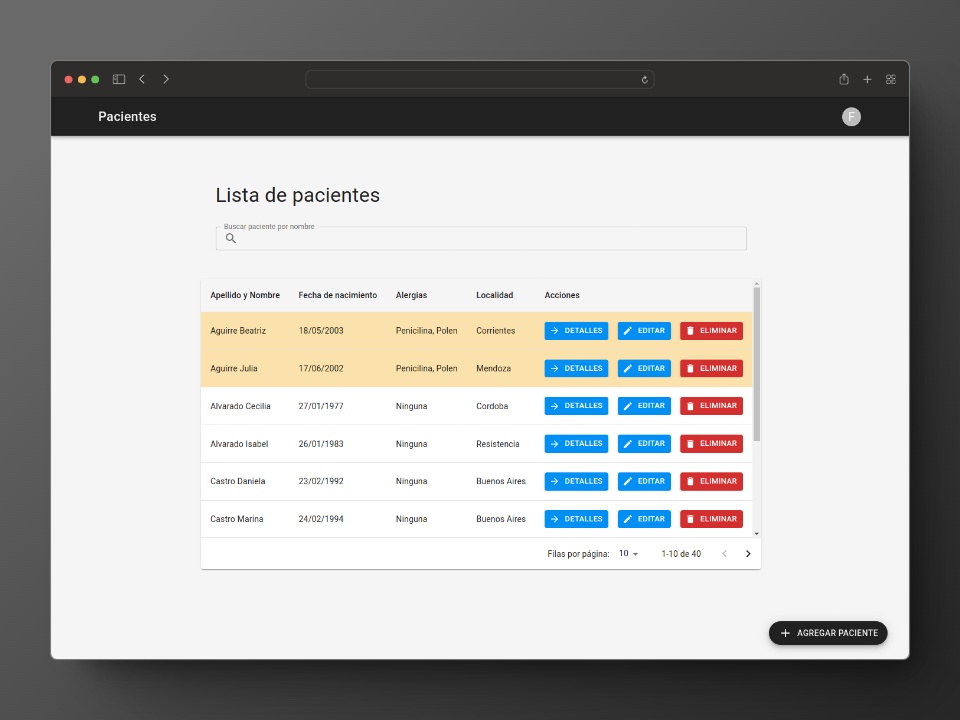 Pacientes
F
Lista de pacientes
Buscar paciente por nombre
Apellido y Nombre Fecha de nacimiento Alergias Localidad Acciones
Aguirre Beatriz 18/05/2003 Penicilina, Polen Corrientes DETALLES EDITAR ELIMINAR
Aguirre Julia 17/06/2002 Penicilina, Polen Mendoza DETALLES EDITAR ELIMINAR
Alvarado Cecilia 27/01/1977 Ninguna Cordoba DETALLES EDITAR ELIMINAR
Alvarado Isabel 26/01/1983 Ninguna Resistencia DETALLES EDITAR ELIMINAR
Castro Daniela 23/02/1992 Ninguna Buenos Aires DETALLES EDITAR ELIMINAR
Castro Marina 24/02/1994 Ninguna Buenos Aires DETALLES EDITAR ELIMINAR
Filas por página: 10 1-10 de 40
AGREGAR PACIENTE